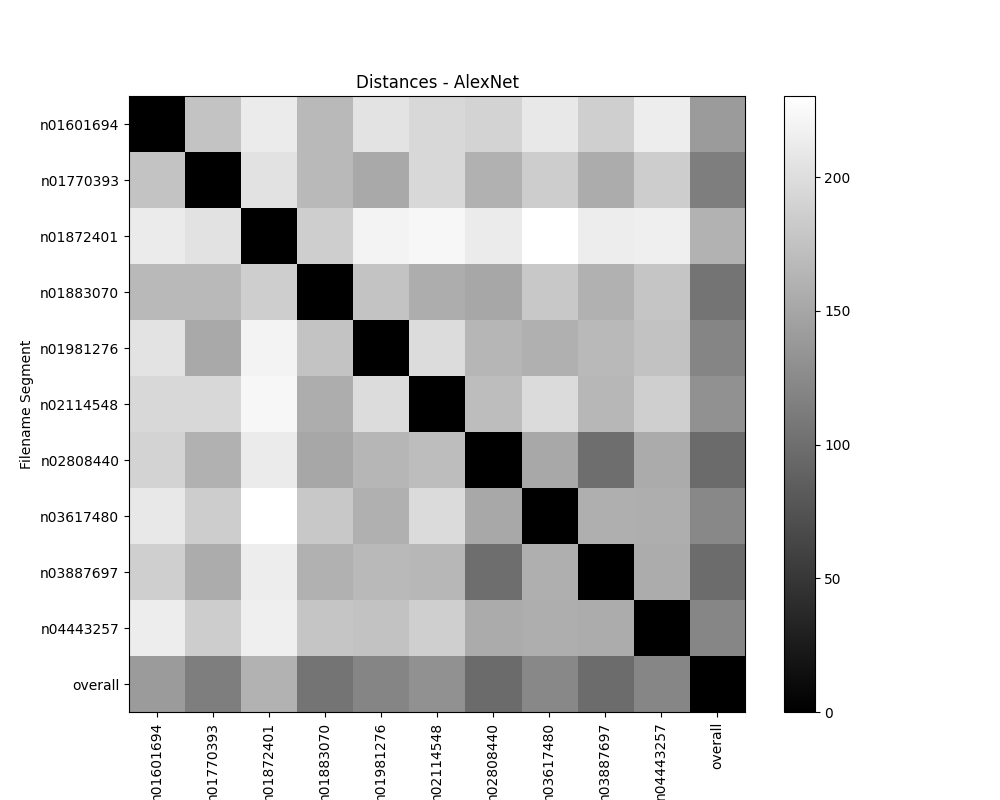 Distances - AlexNet
n01601694
n01770393
n01872401
n01883070
n01981276
n02114548
n02808440
n03617480
n03887697
n04443257
overall
Filename Segment
n01601694
n01770393
n01872401
n01883070
n01981276
n02114548
n02808440
n03617480
n03887697
n04443257
overall
200
150
100
50
0